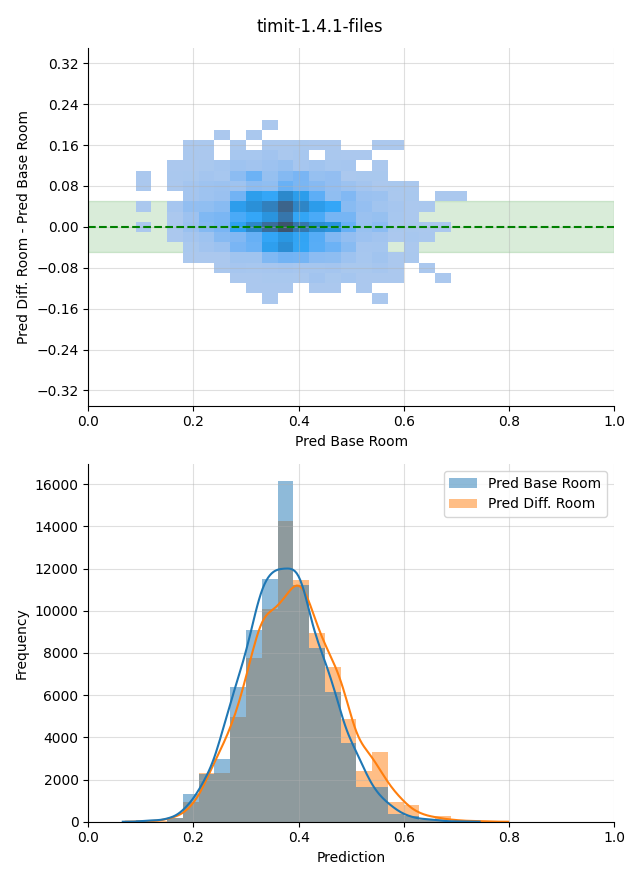 timit-1.4.1-files
0.32
0.24
0.16
0.08
0.00
−0.08
−0.16
−0.24
−0.32
Pred Diff. Room - Pred Base Room
0.0 0.2 0.4 0.6 0.8 1.0
Pred Base Room
16000
14000
12000
10000
8000
6000
4000
2000
0
Frequency
Pred Base Room
Pred Diff. Room
0.0 0.2 0.4 0.6 0.8 1.0
Prediction